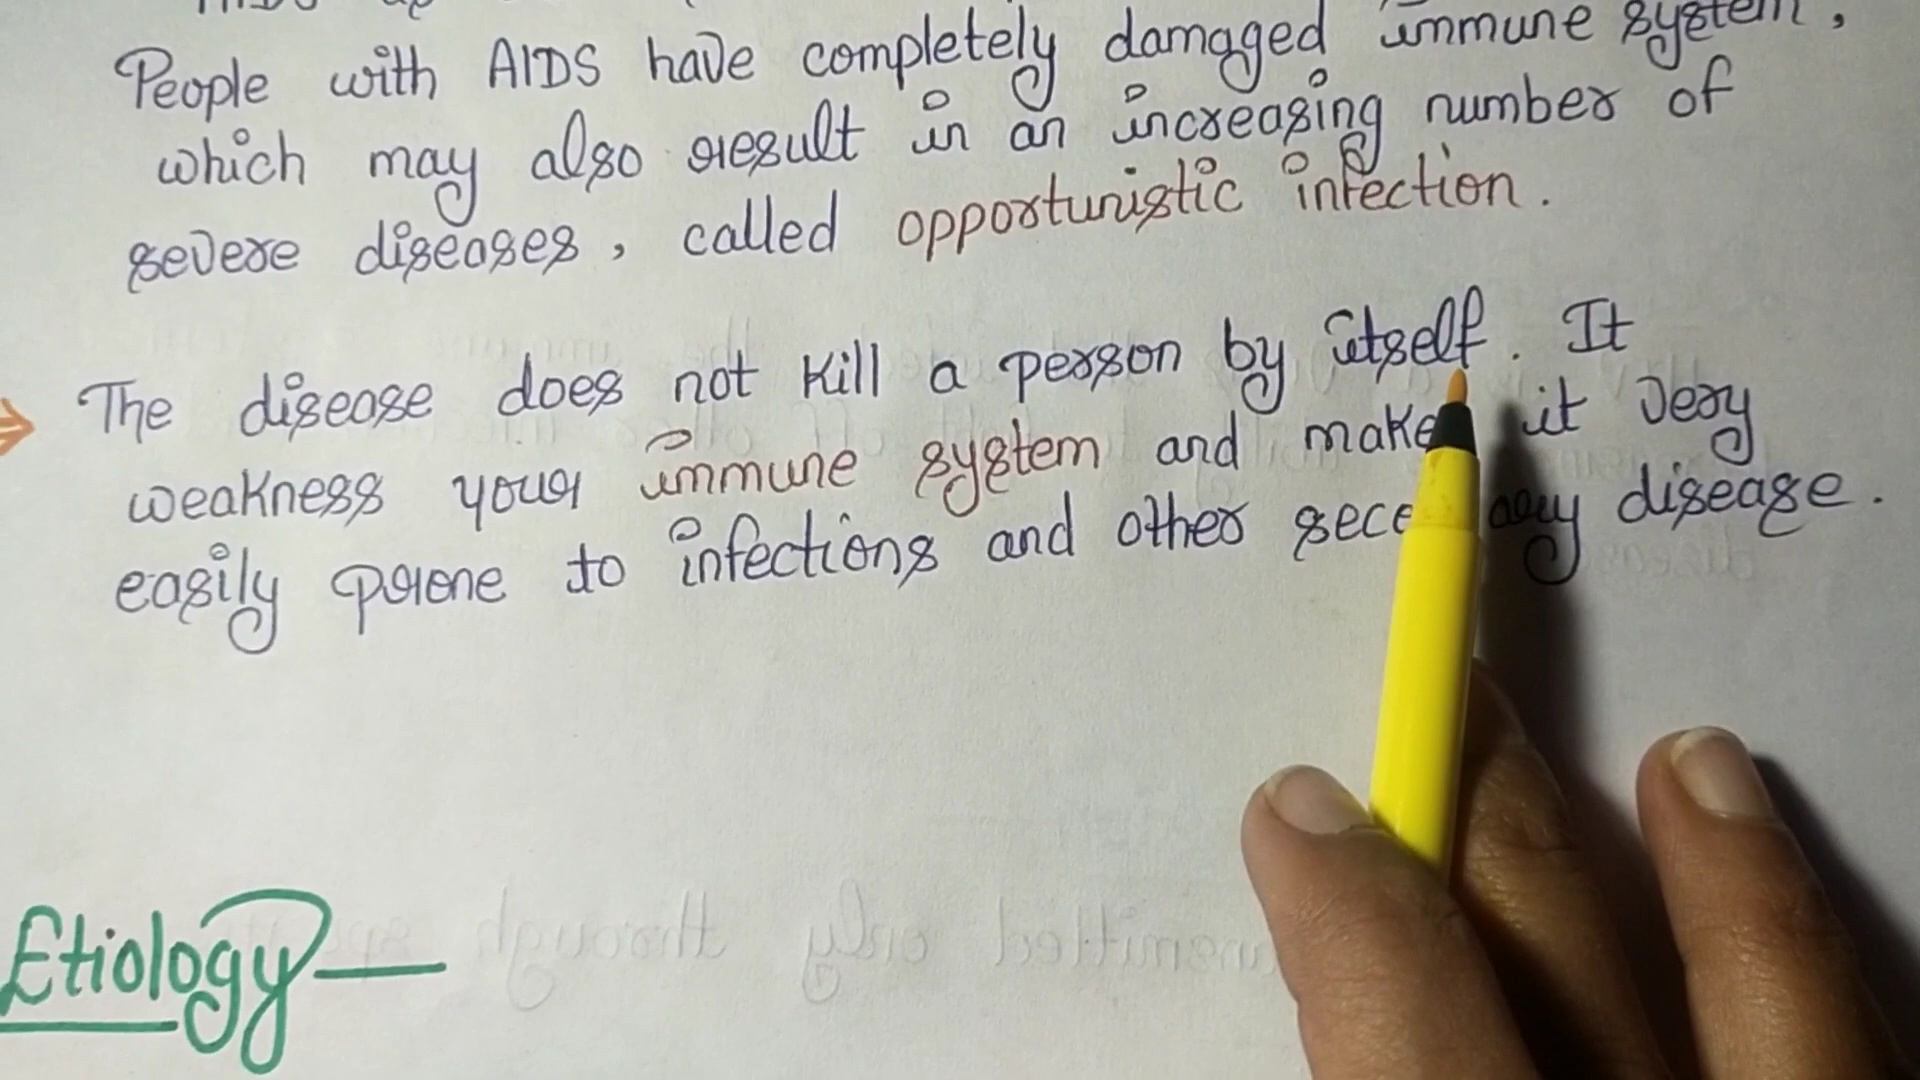 People with AIDS have completely damaged immune system,
which may also result in an increasing number of
severe diseases, called opportunistic infection.
The disease does not kill a person by itself. It
weakness your immune system and make it very
easily prone to infections and other disease.
Etiology